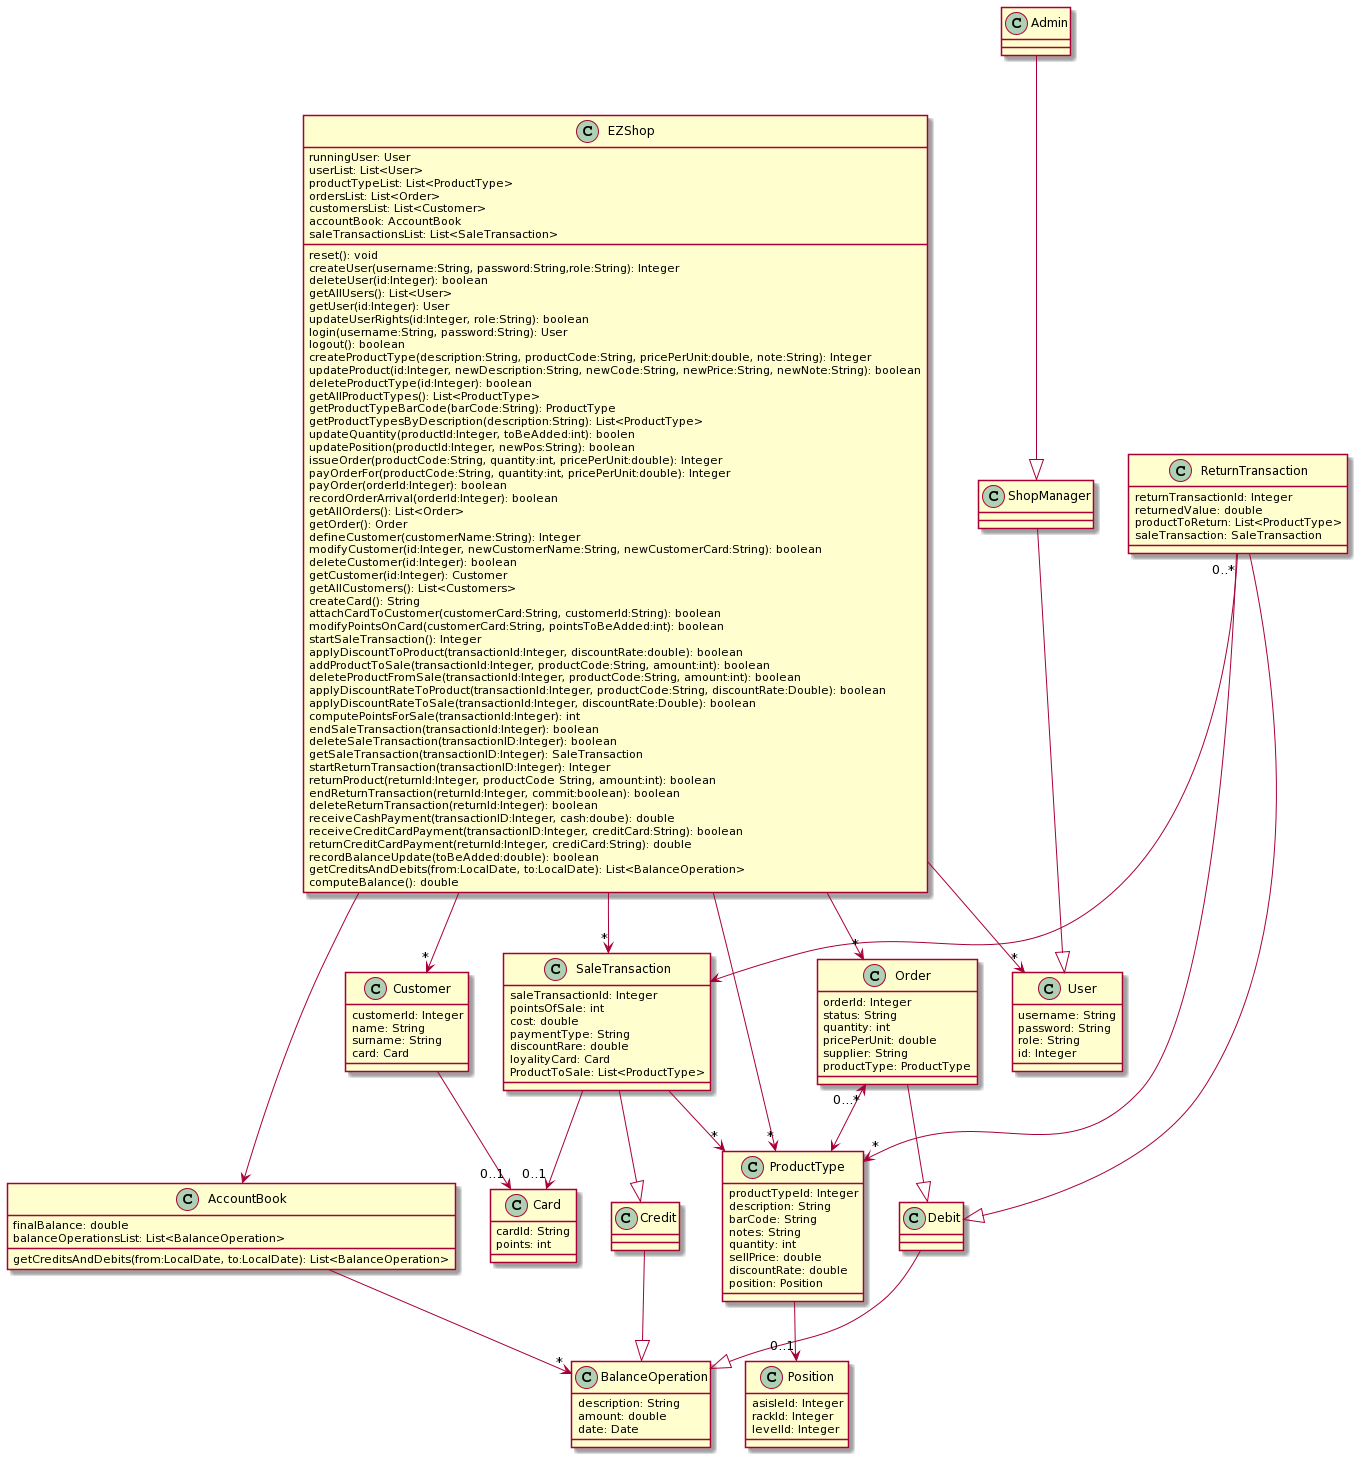 C Admin
C EZShop
runningUser: User
userList: List<User>
productTypeList: List<ProductType>
ordersList: List<Order>
customersList: List<Customer>
accountBook: AccountBook
saleTransactionsList: List<SaleTransaction>
reset(): void
createUser(username:String, password:String,role:String): Integer
deleteUser(id:Integer): boolean
getAllUsers(): List<User>
getUser(id:Integer): User
updateUserRights(id:Integer, role:String): boolean
login(username:String, password:String): User
logout(): boolean
createProductType(description:String, productCode:String, pricePerUnit:double, note:String): Integer
updateProduct(id:Integer, newDescription:String, newCode:String, newPrice:String, newNote:String): boolean
deleteProductType(id:Integer): boolean
getAllProductTypes(): List<ProductType>
getProductTypeBarCode(barCode:String): ProductType
getProductTypesByDescription(description:String): List<ProductType>
updateQuantity(productId:Integer, toBeAdded:int): boolen
updatePosition(productId:Integer, newPos:String): boolean
issueOrder(productCode:String, quantity:int, pricePerUnit:double): Integer
payOrderFor(productCode:String, quantity:int, pricePerUnit:double): Integer
payOrder(orderId:Integer): boolean
recordOrderArrival(orderId:Integer): boolean
getAllOrders(): List<Order>
getOrder(): Order
defineCustomer(customerName:String): Integer
modifyCustomer(id:Integer, newCustomerName:String, newCustomerCard:String): boolean
deleteCustomer(id:Integer): boolean
getCustomer(id:Integer): Customer
getAllCustomers(): List<Customers>
createCard(): String
attachCardToCustomer(customerCard:String, customerId:String): boolean
modifyPointsOnCard(customerCard:String, pointsToBeAdded:int): boolean
startSaleTransaction(): Integer
applyDiscountToProduct(transactionId:Integer, discountRate:double): boolean
addProductToSale(transactionId:Integer, productCode:String, amount:int): boolean
deleteProductFromSale(transactionId:Integer, productCode:String, amount:int): boolean
applyDiscountRateToProduct(transactionId:Integer, productCode:String, discountRate:Double): boolean
applyDiscountRateToSale(transactionId:Integer, discountRate:Double): boolean
computePointsForSale(transactionId:Integer): int
endSaleTransaction(transactionId:Integer): boolean
deleteSaleTransaction(transactionID:Integer): boolean
getSaleTransaction(transactionID:Integer): SaleTransaction
startReturnTransaction(transactionID:Integer): Integer
returnProduct(returnId:Integer, productCode String, amount:int): boolean
endReturnTransaction(returnId:Integer, commit:boolean): boolean
deleteReturnTransaction(returnId:Integer): boolean
receiveCashPayment(transactionID:Integer, cash:doube): double
receiveCreditCardPayment(transactionID:Integer, creditCard:String): boolean
returnCreditCardPayment(returnId:Integer, crediCard:String): double
recordBalanceUpdate(toBeAdded:double): boolean
getCreditsAndDebits(from:LocalDate, to:LocalDate): List<BalanceOperation>
computeBalance(): double
C ShopManager
C ReturnTransaction
returnTransactionId: Integer
returnedValue: double
productToReturn: List<ProductType>
saleTransaction: SaleTransaction
0..*
*
*
*
*
C Customer
customerId: Integer
name: String
surname: String
card: Card
C SaleTransaction
saleTransactionId: Integer
pointsOfSale: int
cost: double
paymentType: String
discountRare: double
loyalityCard: Card
ProductToSale: List<ProductType>
C Order
orderId: Integer
status: String
quantity: int
pricePerUnit: double
supplier: String
productType: ProductType
C User
username: String
password: String
role: String
id: Integer
0...*
*
*
*
0..1
0..1
C AccountBook
finalBalance: double
balanceOperationsList: List<BalanceOperation>
getCreditsAndDebits(from:LocalDate, to:LocalDate): List<BalanceOperation>
C Card
cardId: String
points: int
C Credit
C ProductType
productTypeId: Integer
description: String
barCode: String
notes: String
quantity: int
sellPrice: double
discountRate: double
position: Position
C Debit
*
0..1
C BalanceOperation
description: String
amount: double
date: Date
C Position
asisleId: Integer
rackId: Integer
levelId: Integer